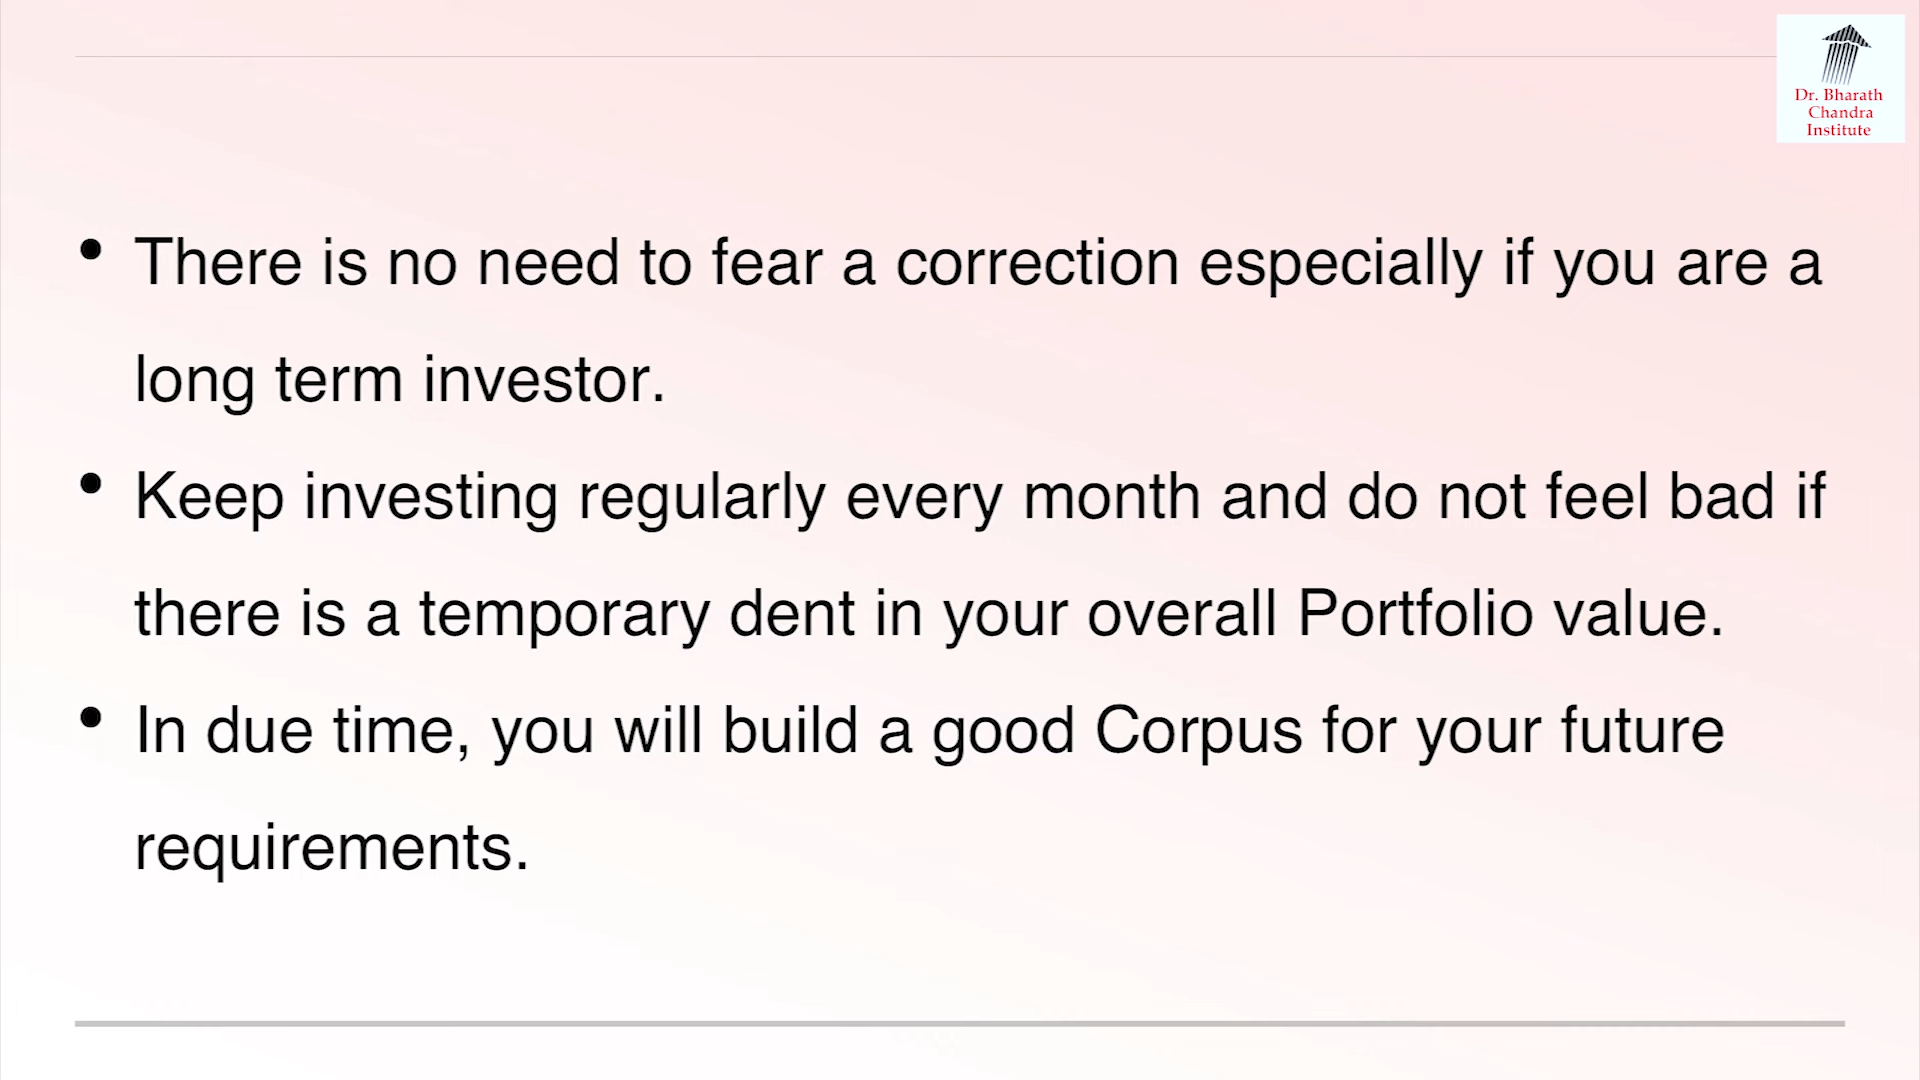 Dr. Bharath
Chandra
Institute
• There is no need to fear a correction especially if you are a
long term investor.
• Keep investing regularly every month and do not feel bad if
there is a temporary dent in your overall Portfolio value.
• In due time, you will build a good Corpus for your future
requirements.